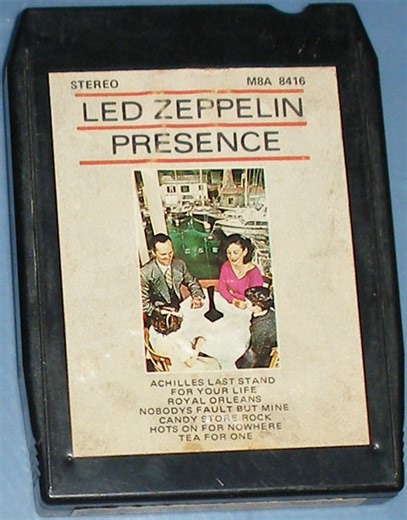 STEREO M8A 8416
LED ZEPPELIN
PRESENCE
ACHILLES LAST STAND
FOR YOUR LIFE
ROYAL ORLEANS
NOBODYS FAULT BUT MINE
CANDY STORE ROCK
HOTS ON FOR NOWHERE
TEA FOR ONE